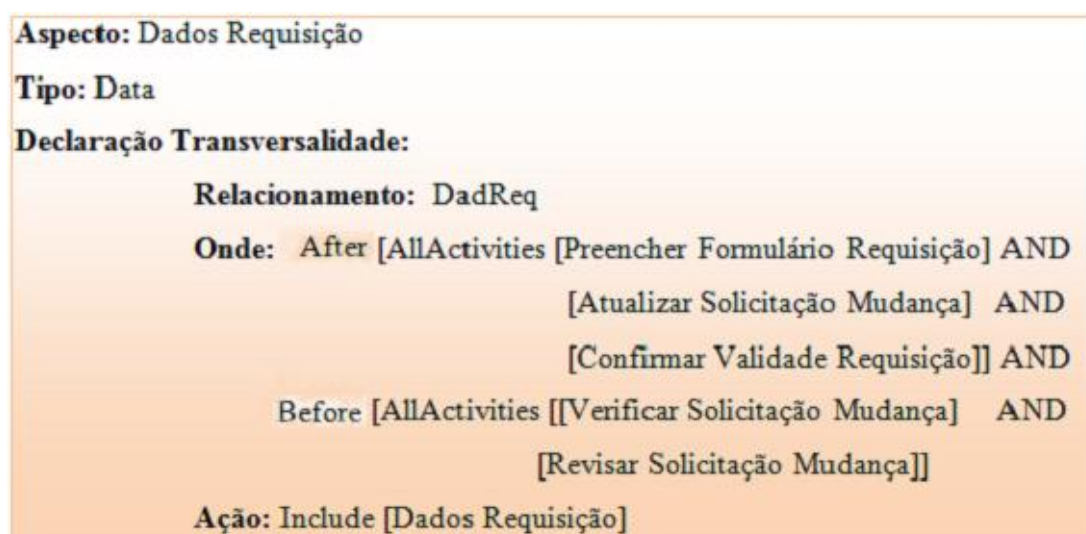 Aspecto: Dados Requisição
Tipo: Data
Declaração Transversalidade:
Relacionamento: DadReq
Onde: After [AllActivities [Preencher Formulário Requisição] AND
[Atualizar Solicitação Mudança] AND
[Confirmar Validade Requisição]] AND
Before [AllActivities [[Verificar Solicitação Mudança] AND
[Revisar Solicitação Mudança]]
Ação: Include [Dados Requisição]